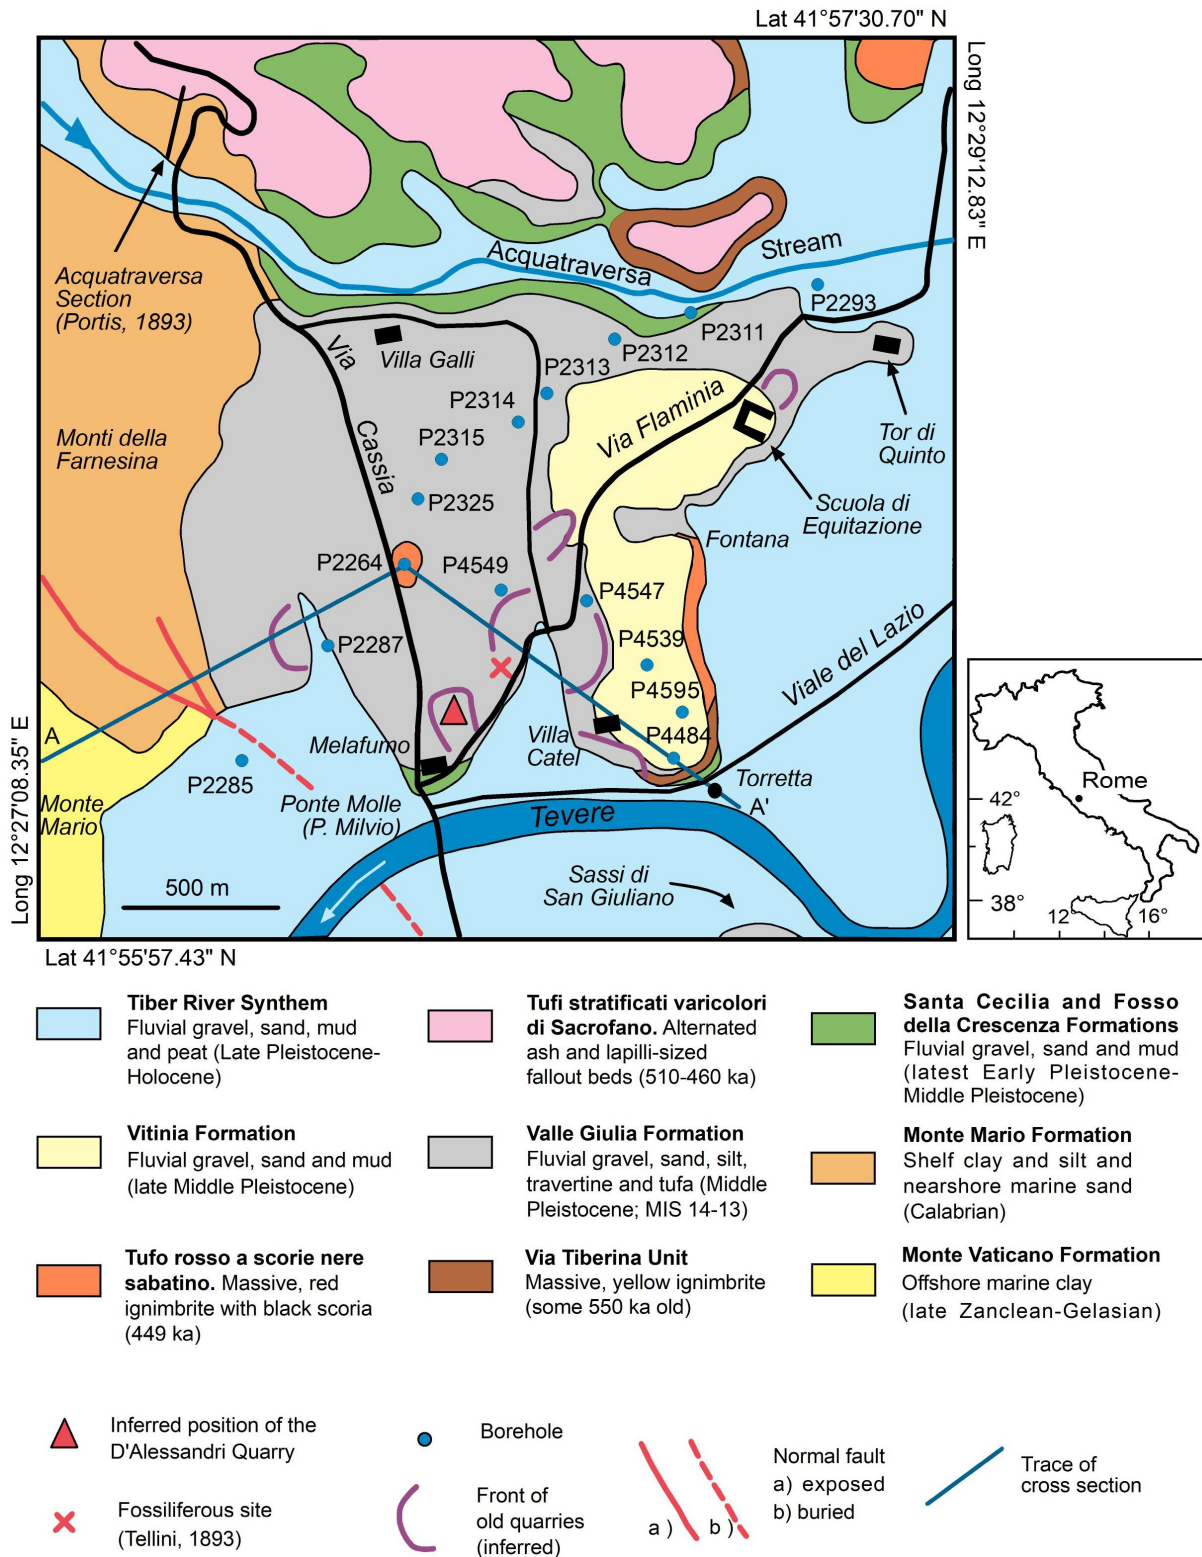 Lat 41°57'30.70" N
Long 12°29'12.83" E
Acquatraversa
Section
(Portis, 1893)
Acquatraversa
Stream
P2293
P2311
P2312
P2313
P2314
P2315
P2325
Via
Cassia
Villa Galli
Via Flaminia
Tor di
Quinto
Scuola di
Equitazione
Fontana
Monti della
Farnesina
P2264
P4549
P4547
P2287
P4539
P4595
P4484
Viale del Lazio
A
Melafumo
Villa
Catel
Torretta
A'
P2285
Monte
Mario
Ponte Molle
(P. Milvio)
Tevere
500 m
Sassi di
San Giuliano
Long 12°27'08.35" E
Lat 41°55'57.43" N
Rome
42°
38°
12°
16°
Tiber River Synthem
Fluvial gravel, sand, mud
and peat (Late Pleistocene-
Holocene)
Tufi stratificati varicolori
di Sacrofano. Alternated
ash and lapilli-sized
fallout beds (510-460 ka)
Santa Cecilia and Fosso
della Crescenza Formations
Fluvial gravel, sand and mud
(latest Early Pleistocene-
Middle Pleistocene)
Vitinia Formation
Fluvial gravel, sand and mud
(late Middle Pleistocene)
Valle Giulia Formation
Fluvial gravel, sand, silt,
travertine and tufa (Middle
Pleistocene; MIS 14-13)
Monte Mario Formation
Shelf clay and silt and
nearshore marine sand
(Calabrian)
Tufo rosso a scorie nere
sabatino. Massive, red
ignimbrite with black scoria
(449 ka)
Via Tiberina Unit
Massive, yellow ignimbrite
(some 550 ka old)
Monte Vaticano Formation
Offshore marine clay
(late Zanclean-Gelasian)
Inferred position of the
D'Alessandri Quarry
Borehole
Normal fault
a) exposed
b) buried
a )
b )
Trace of
cross section
Fossiliferous site
(Tellini, 1893)
Front of
old quarries
(inferred)